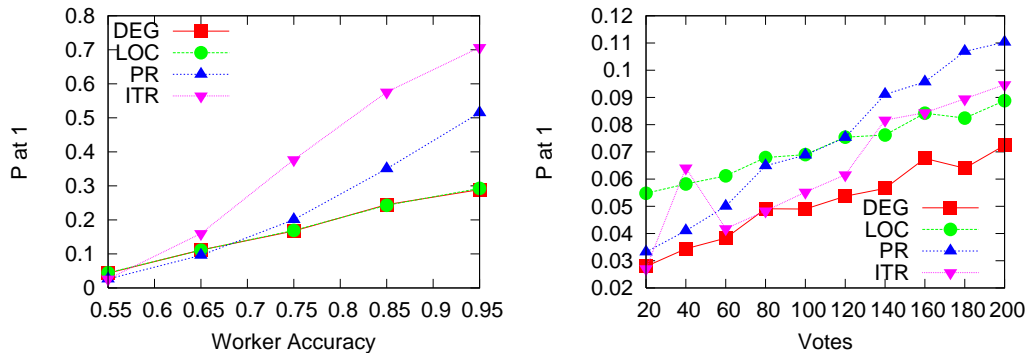 P at 1
0.8
0.7
0.6
0.5
0.4
0.3
0.2
0.1
0
DEG
LOC
PR
ITR
0.55 0.6 0.65 0.7 0.75 0.8 0.85 0.9 0.95
Worker Accuracy
P at 1
0.12
0.11
0.1
0.09
0.08
0.07
0.06
0.05
0.04
0.03
0.02
DEG
LOC
PR
ITR
20 40 60 80 100 120 140 160 180 200
Votes